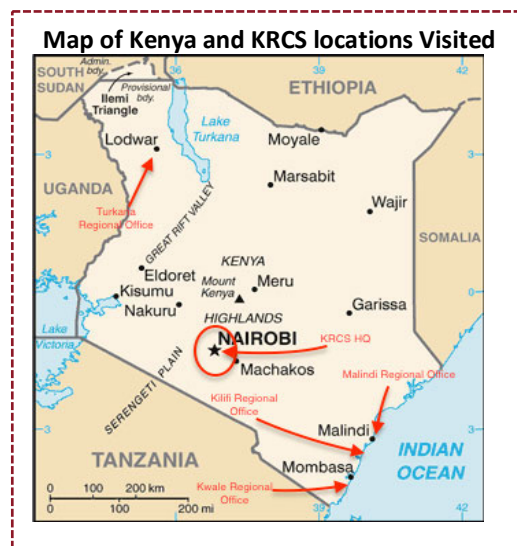 Map of Kenya and KRCS locations Visited
36
39
42
SOUTH
SUDAN
Admin.
bdy.
Provisional
bdy.
Ilemi
Triangle
ETHIOPIA
Lake
Turkana
Moyale
Lodwar
3
3
Marsabit
UGANDA
Turkana
Regional Office
Wajir
GREAT RIFT VALLEY
SOMALIA
KENYA
Eldoret
Mount
Kenya
Meru
Kisumu
0
Nakuru
Garissa
HIGHLANDS
Lake
Victoria
NAIROBI
KRCS HQ
Machakos
Malindi Regional Office
SERENGETI PLAIN
Kilifi Regional
Office
Malindi
3
3
INDIAN
OCEAN
TANZANIA
Mombasa
Kwale Regional
Office
0 100 200 km
0 100 200 mi
39
42